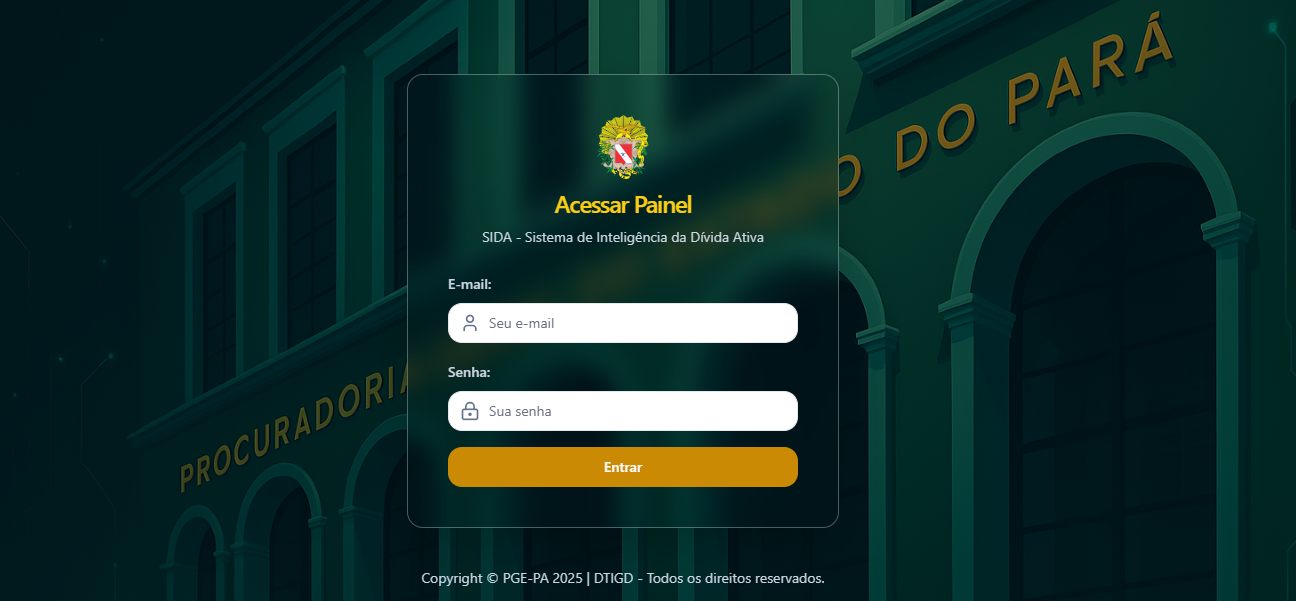 DO PARÁ
PROCURADORIA
Acessar Painel
SIDA - Sistema de Inteligência da Dívida Ativa
E-mail:
Seu e-mail
Senha:
Sua senha
Entrar
Copyright © PGE-PA 2025 | DTIGD - Todos os direitos reservados.